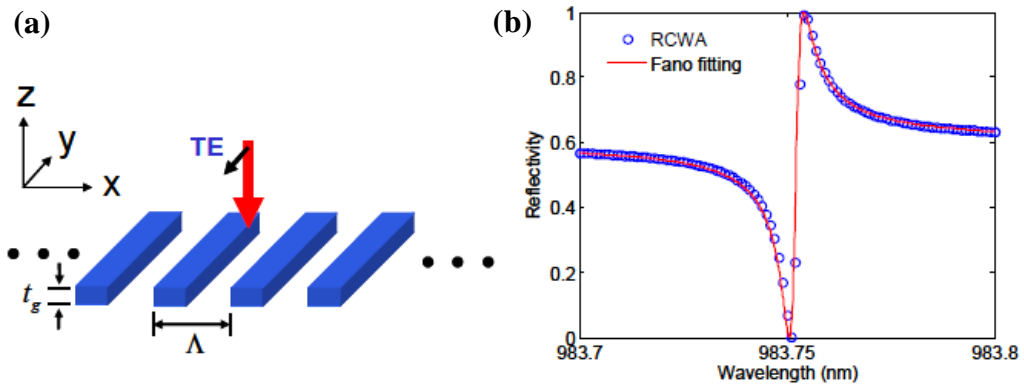 (a)
z
y
x
TE
t_g
Λ
(b)
1
0.8
0.6
0.4
0.2
0
Reflectivity
RCWA
Fano fitting
983.7
983.75
983.8
Wavelength (nm)